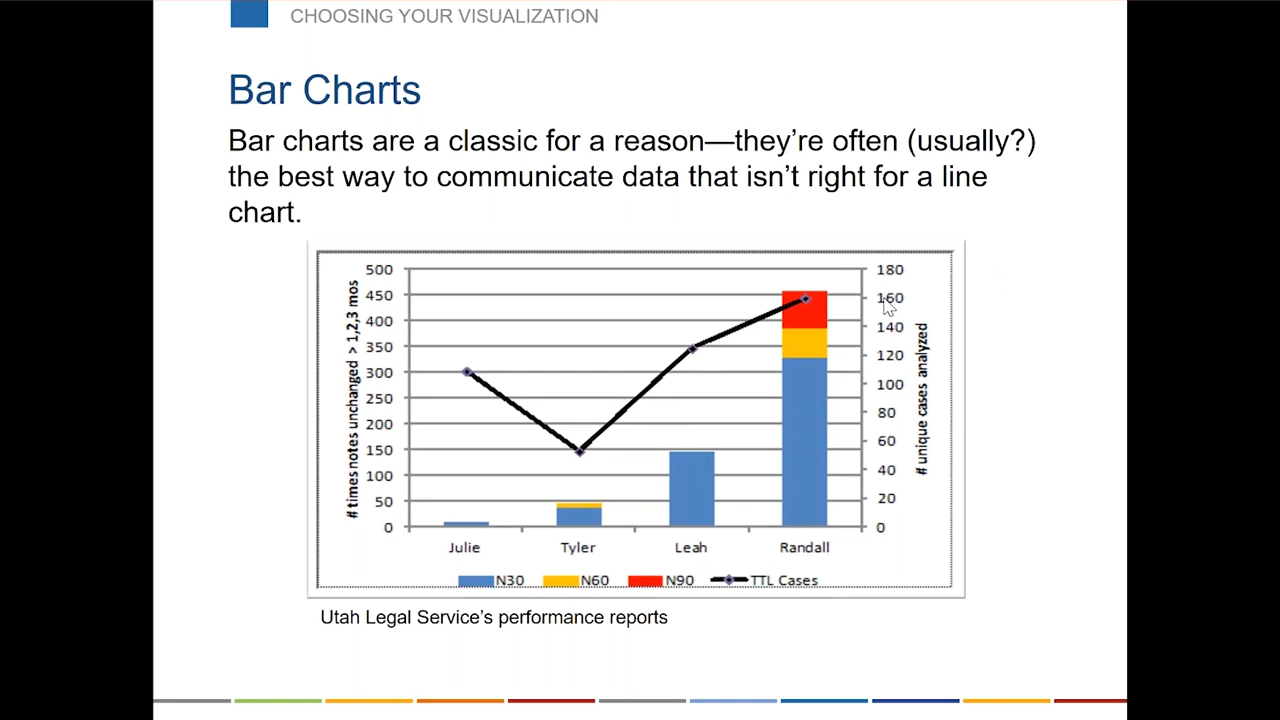 CHOOSING YOUR VISUALIZATION
Bar Charts
Bar charts are a classic for a reason—they're often (usually?)
the best way to communicate data that isn't right for a line
chart.
# times notes unchanged > 1,2,3 mos
500
450
400
350
300
250
200
150
100
50
0
180
160
140
120
100
80
60
40
20
0
# unique cases analyzed
Julie Tyler Leah Randall
N30 N60 N90 TTL Cases
Utah Legal Service's performance reports